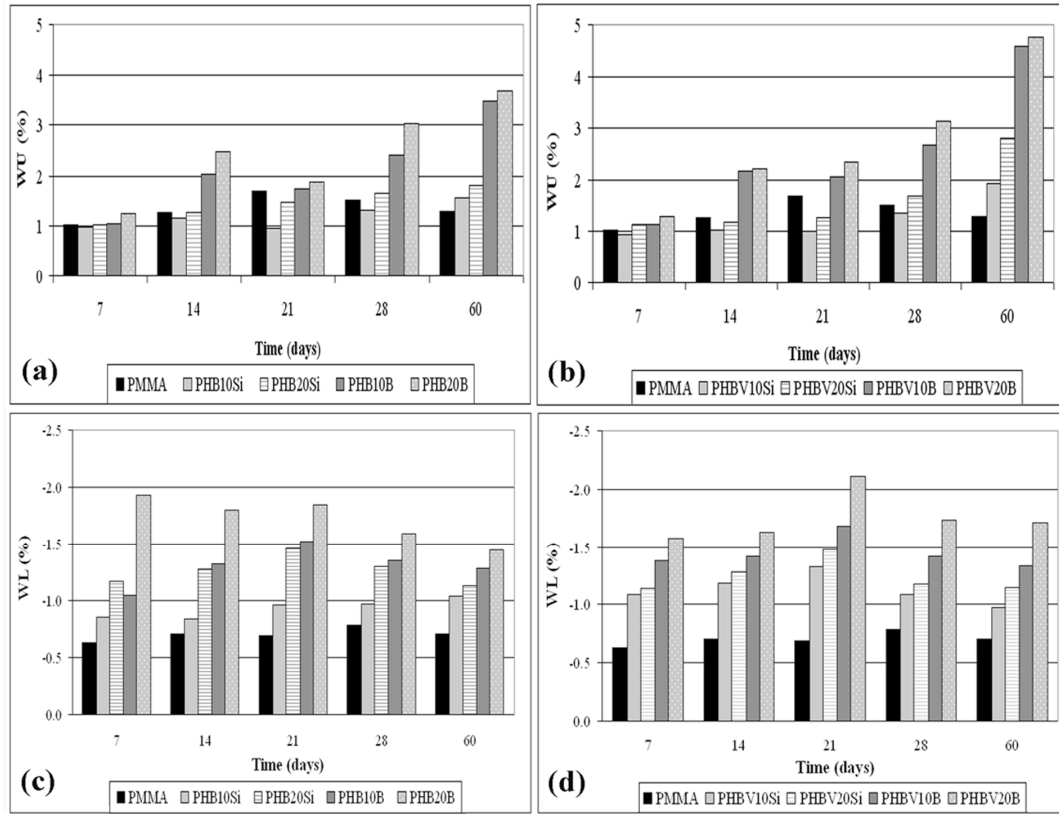 5
4
3
2
1
0
WU (%)
7 14 21 28 60
Time (days)
(a)
PMMA PHB10Si PHB20Si PHB10B PHB20B
5
4
3
2
1
0
WU (%)
7 14 21 28 60
Time (days)
(b)
PMMA PHBV10Si PHBV20Si PHBV10B PHBV20B
-2.5
-2.0
-1.5
-1.0
-0.5
0.0
WL (%)
7 14 21 28 60
Time (days)
(c)
PMMA PHB10Si PHB20Si PHB10B PHB20B
-2.5
-2.0
-1.5
-1.0
-0.5
0.0
WL (%)
7 14 21 28 60
Time (days)
(d)
PMMA PHBV10Si PHBV20Si PHBV10B PHBV20B